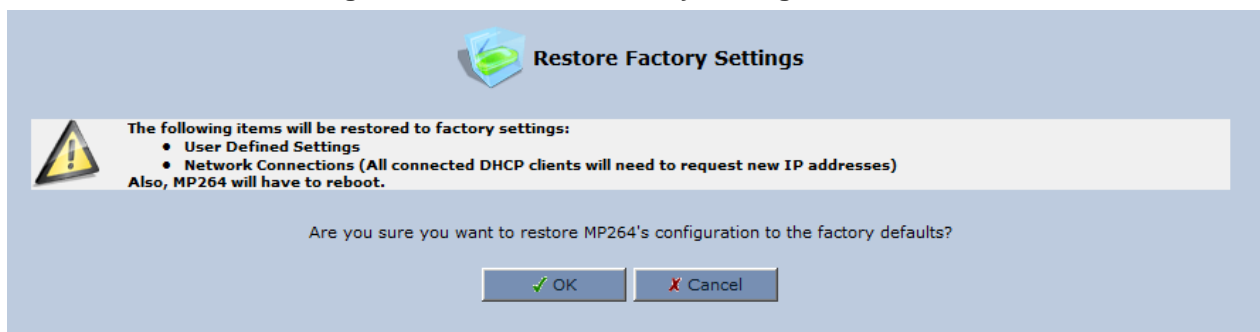 Restore Factory Settings
The following items will be restored to factory settings:
• User Defined Settings
• Network Connections (All connected DHCP clients will need to request new IP addresses)
Also, MP264 will have to reboot.
Are you sure you want to restore MP264's configuration to the factory defaults?
OK Cancel